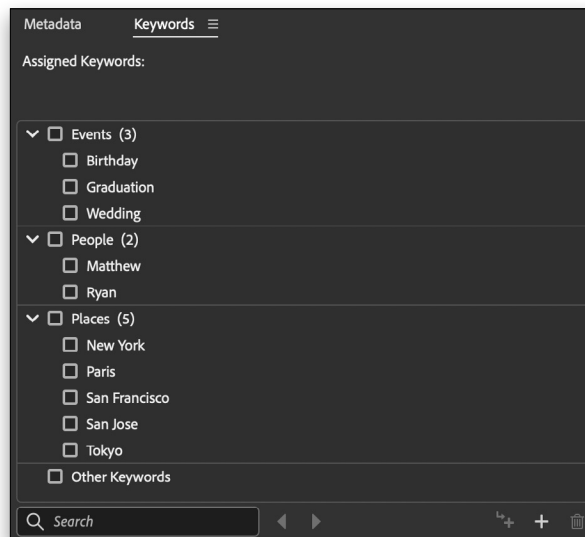 Metadata Keywords
Assigned Keywords:
Events (3)
Birthday
Graduation
Wedding
People (2)
Matthew
Ryan
Places (5)
New York
Paris
San Francisco
San Jose
Tokyo
Other Keywords
Search